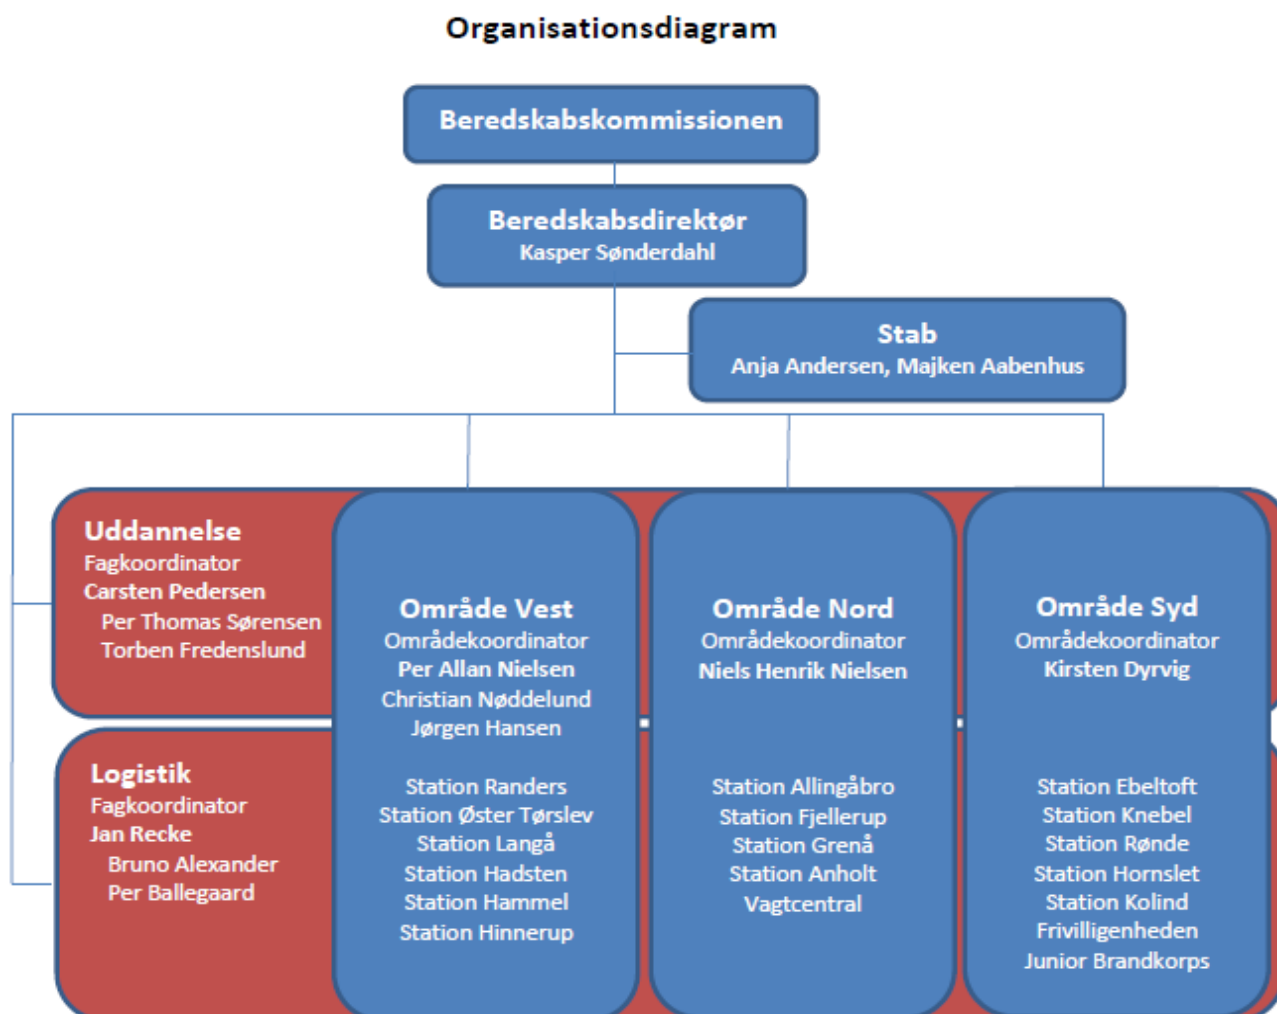 Organisationsdiagram
Beredskabskommissionen
Beredskabsdirektør
Kasper Sønderdahl
Stab
Anja Andersen, Majken Aabenhus
Uddannelse
Fagkoordinator
Carsten Pedersen
Per Thomas Sørensen
Torben Fredenslund
Logistik
Fagkoordinator
Jan Recke
Bruno Alexander
Per Ballegaard
Område Vest
Områdekoordinator
Per Allan Nielsen
Christian Nøddelund
Jørgen Hansen
Station Randers
Station Øster Tørslev
Station Langå
Station Hadsten
Station Hammel
Station Hinnerup
Område Nord
Områdekoordinator
Niels Henrik Nielsen
Station Allingåbro
Station Fjellerup
Station Grenå
Station Anholt
Vagtcentral
Område Syd
Områdekoordinator
Kirsten Dyrvig
Station Ebeltoft
Station Knebel
Station Rønde
Station Hornslet
Station Kolind
Frivilligenheden
Junior Brandkorps